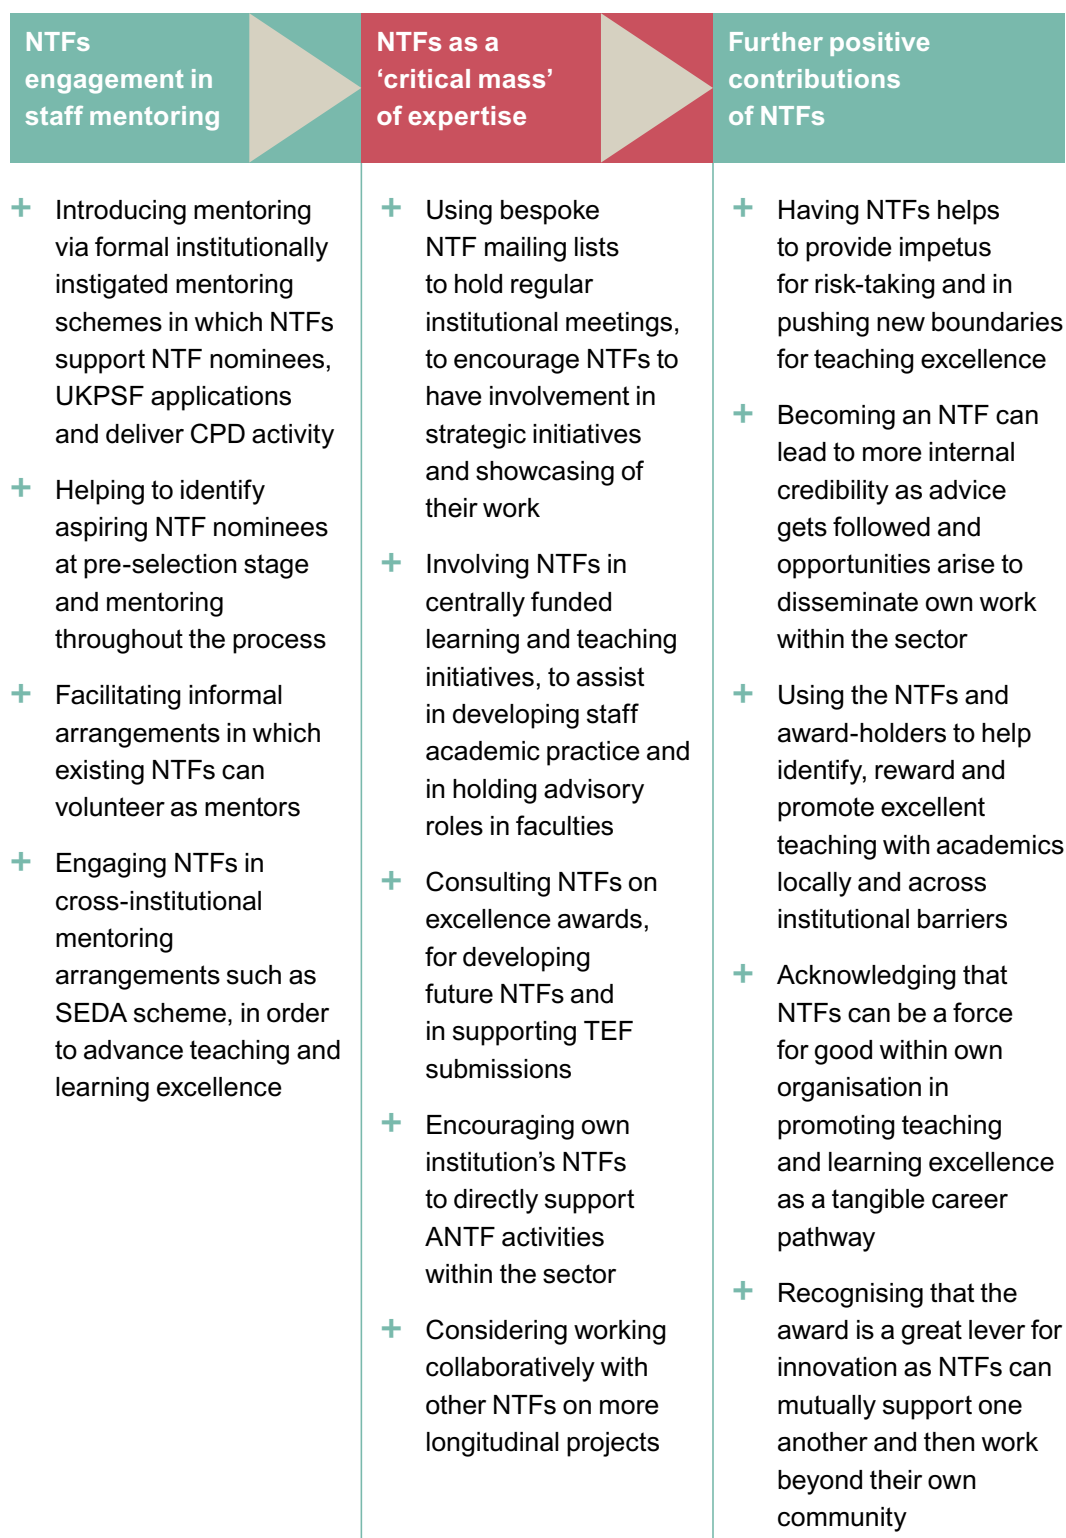 NTFs
engagement in
staff mentoring
+ Introducing mentoring
via formal institutionally
instigated mentoring
schemes in which NTFs
support NTF nominees,
UKPSF applications
and deliver CPD activity
+ Helping to identify
aspiring NTF nominees
at pre-selection stage
and mentoring
throughout the process
+ Facilitating informal
arrangements in which
existing NTFs can
volunteer as mentors
+ Engaging NTFs in
cross-institutional
mentoring
arrangements such as
SEDA scheme, in order
to advance teaching and
learning excellence
NTFs as a
‘critical mass’
of expertise
+ Using bespoke
NTF mailing lists
to hold regular
institutional meetings,
to encourage NTFs to
have involvement in
strategic initiatives
and showcasing of
their work
+ Involving NTFs in
centrally funded
learning and teaching
initiatives, to assist
in developing staff
academic practice and
in holding advisory
roles in faculties
+ Consulting NTFs on
excellence awards,
for developing
future NTFs and
in supporting TEF
submissions
+ Encouraging own
institution’s NTFs
to directly support
ANTF activities
within the sector
+ Considering working
collaboratively with
other NTFs on more
longitudinal projects
Further positive
contributions
of NTFs
+ Having NTFs helps
to provide impetus
for risk-taking and in
pushing new boundaries
for teaching excellence
+ Becoming an NTF can
lead to more internal
credibility as advice
gets followed and
opportunities arise to
disseminate own work
within the sector
+ Using the NTFs and
award-holders to help
identify, reward and
promote excellent
teaching with academics
locally and across
institutional barriers
+ Acknowledging that
NTFs can be a force
for good within own
organisation in
promoting teaching
and learning excellence
as a tangible career
pathway
+ Recognising that the
award is a great lever for
innovation as NTFs can
mutually support one
another and then work
beyond their own
community